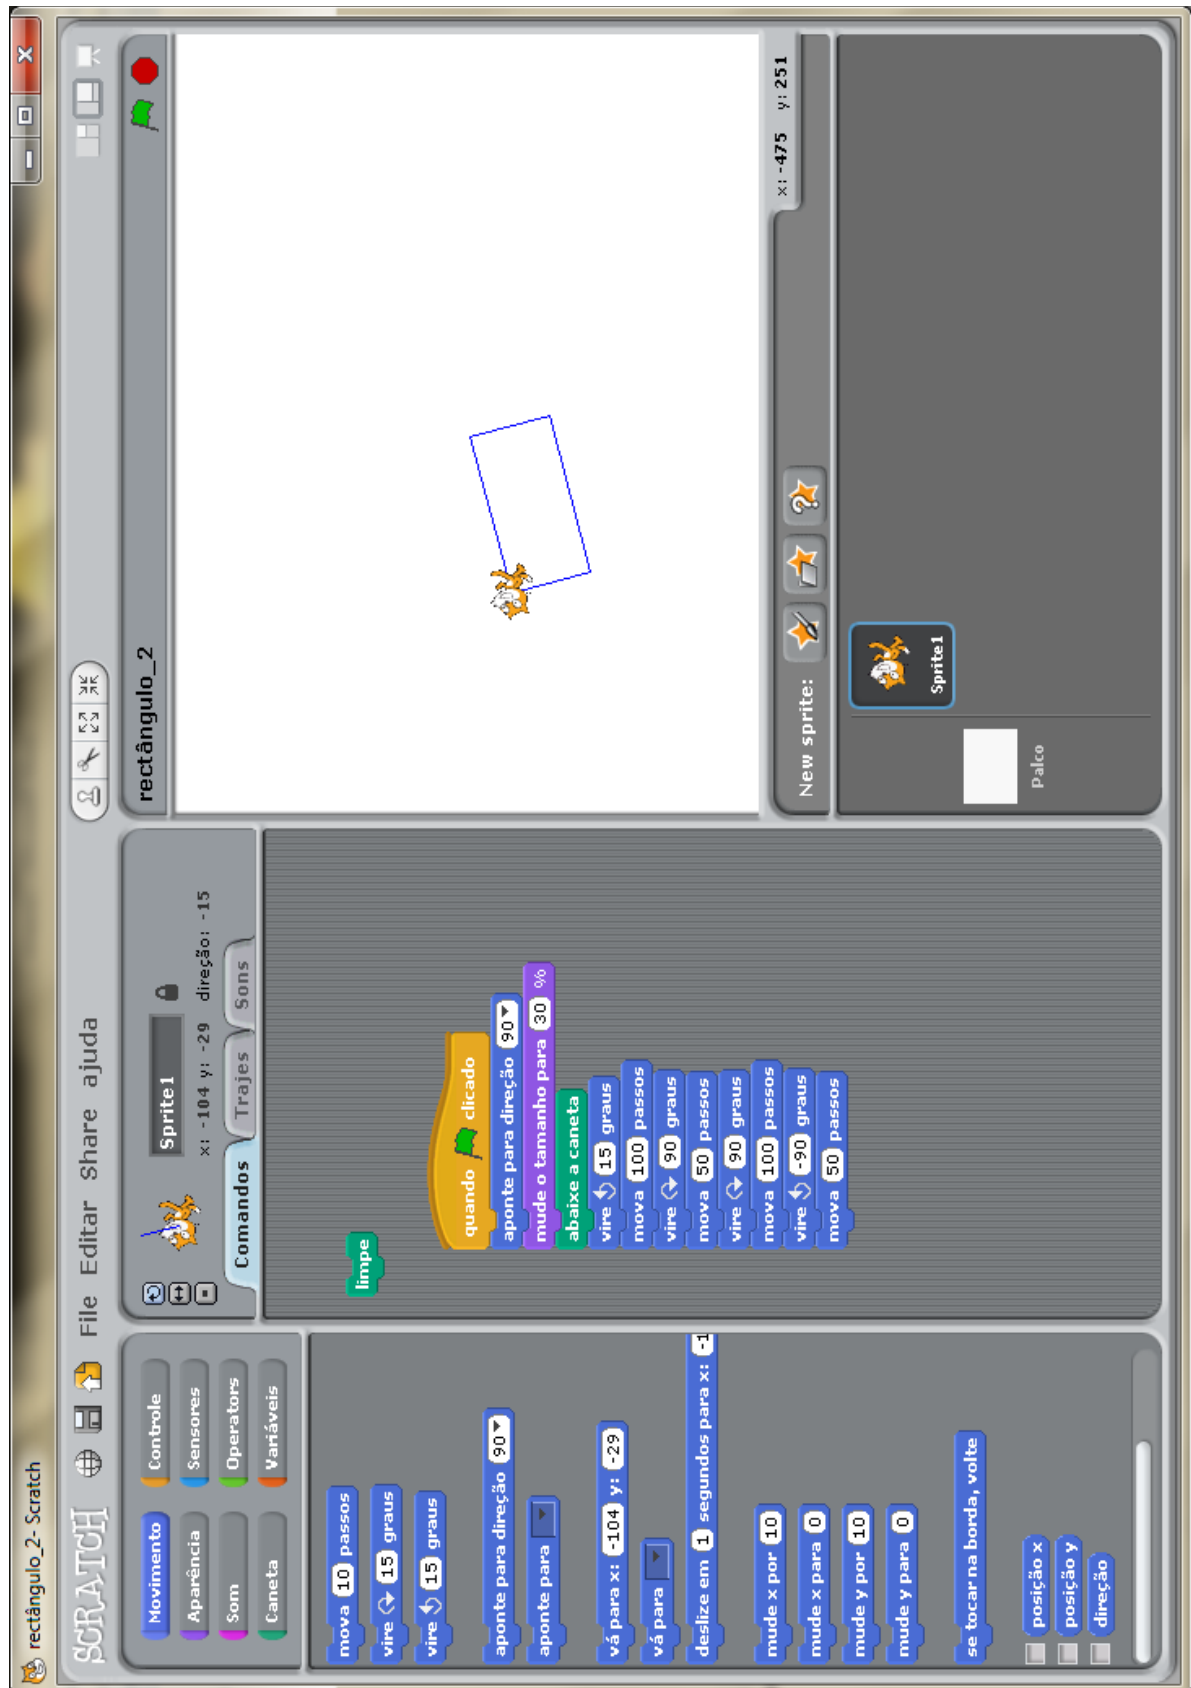 rectângulo_2- Scratch
SCRATCH File Editar Share ajuda
Movimento Controle
Aparência Sensores
Som Operators
Caneta Variáveis
mova 10 passos
vire 15 graus
vire 15 graus
aponte para direção 90
aponte para
vá para x: -104 y: -29
vá para
deslize em 1 segundos para x: -1
mude x por 10
mude x para 0
mude y por 10
mude y para 0
se tocar na borda, volte
posição x
posição y
direção
Sprite1
x: -104 y: -29 direção: -15
Comandos Trajes Sons
limpe
quando clicado
aponte para direção 90
mude o tamanho para 30 %
abaixe a caneta
vire 15 graus
mova 100 passos
vire 90 graus
mova 50 passos
vire 90 graus
mova 100 passos
vire -90 graus
mova 50 passos
rectângulo_2
x: -475 y: 251
New sprite:
Sprite1
Palco